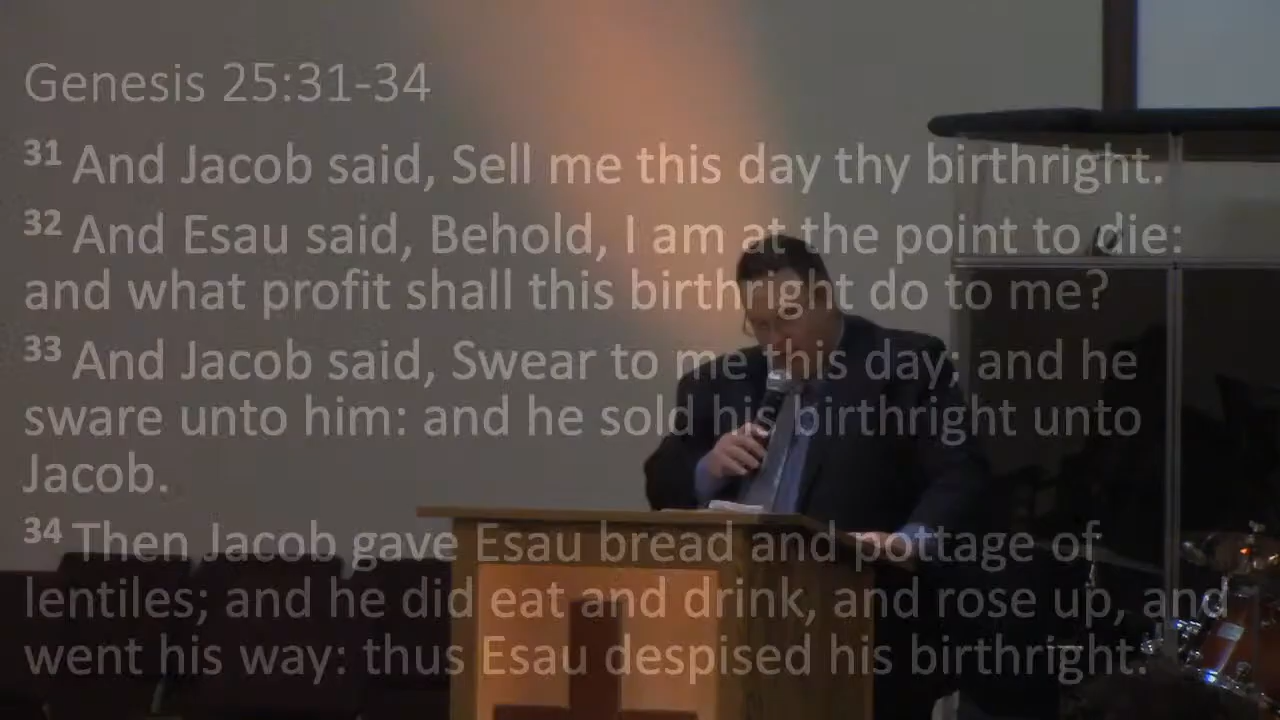 Genesis 25:31-34
31 And Jacob said, Sell me this day thy birthright.
32 And Esau said, Behold, I am at the point to die:
and what profit shall this birthright do to me?
33 And Jacob said, Swear to me this day; and he
sware unto him: and he sold his birthright unto
Jacob.
34 Then Jacob gave Esau bread and pottage of
lentiles; and he did eat and drink, and rose up, and
went his way: thus Esau despised his birthright.